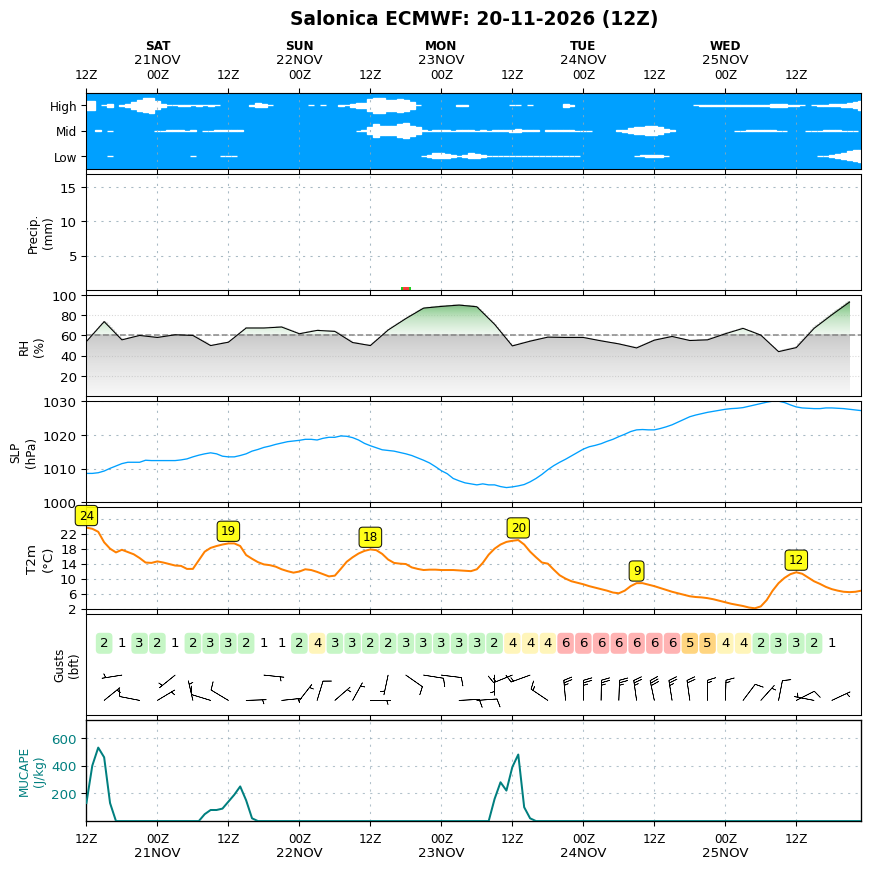 Salonica ECMWF: 20-11-2026 (12Z)
SAT SUN MON TUE WED
21NOV 22NOV 23NOV 24NOV 25NOV
12Z 00Z 12Z 00Z 12Z 00Z 12Z 00Z 12Z 00Z 12Z
High
Mid
Low
Precip.
(mm)
15
10
5
RH
(%)
100
80
60
40
20
SLP
(hPa)
1030
1020
1010
1000
T2m
(°C)
22
18
14
10
6
2
24 19 18 20 9 12
Gusts
(bft)
2 1 3 2 1 2 3 3 2 1 1 2 4 3 3 2 2 3 3 3 3 3 2 4 4 4 6 6 6 6 6 6 6 5 5 4 4 2 3 3 2 1
MUCAPE
(J/kg)
600
400
200
12Z 00Z 12Z 00Z 12Z 00Z 12Z 00Z 12Z 00Z 12Z
21NOV 22NOV 23NOV 24NOV 25NOV